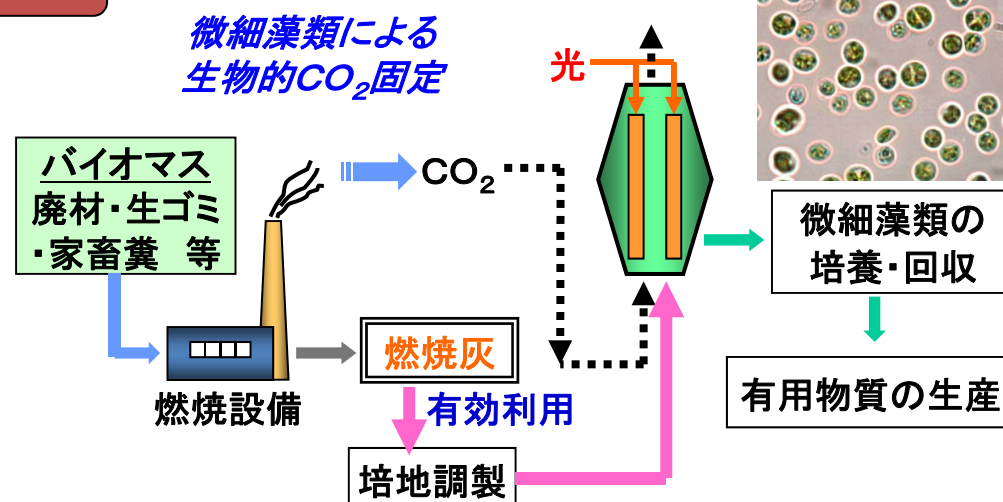 微細藻類による
生物的CO2固定
光
バイオマス
廃材・生ゴミ
・家畜糞　等
CO2
微細藻類の
培養・回収
燃焼灰
燃焼設備
有効利用
有用物質の生産
培地調製